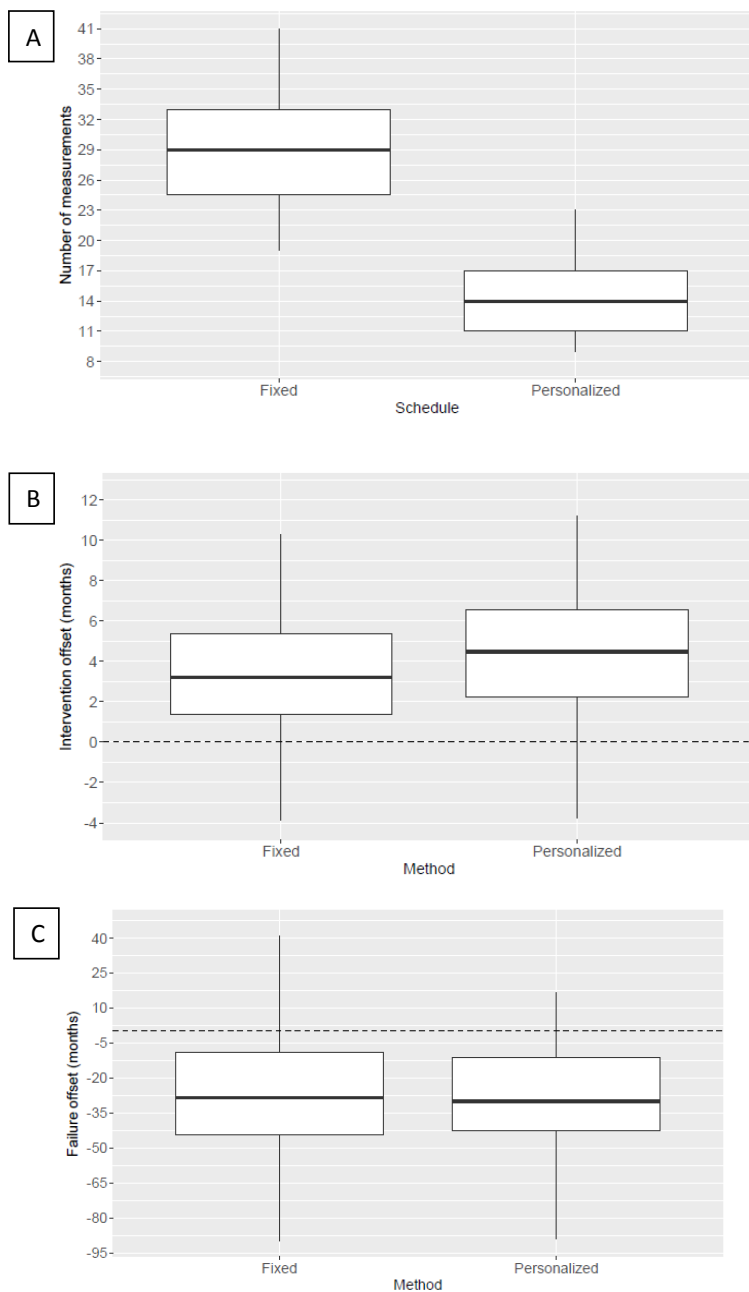 A
Number of measurements
41
38
35
32
29
26
23
20
17
14
11
8
Fixed Personalized
Schedule
B
Intervention offset (months)
12
10
8
6
4
2
0
-2
-4
Fixed Personalized
Method
C
Failure offset (months)
40
25
10
-5
-20
-35
-50
-65
-80
-95
Fixed Personalized
Method